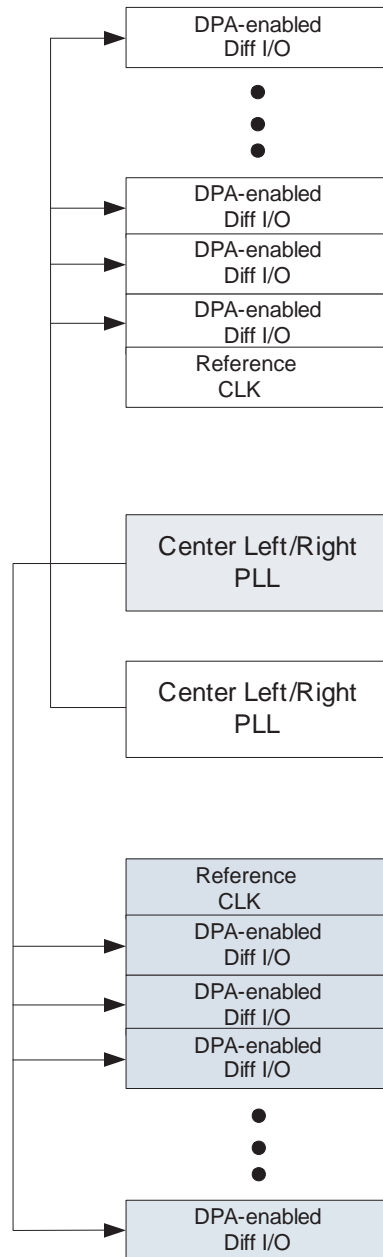 DPA-enabled
Diff I/O
DPA-enabled
Diff I/O
DPA-enabled
Diff I/O
DPA-enabled
Diff I/O
Reference
CLK
Center Left/Right
PLL
Center Left/Right
PLL
Reference
CLK
DPA-enabled
Diff I/O
DPA-enabled
Diff I/O
DPA-enabled
Diff I/O
DPA-enabled
Diff I/O